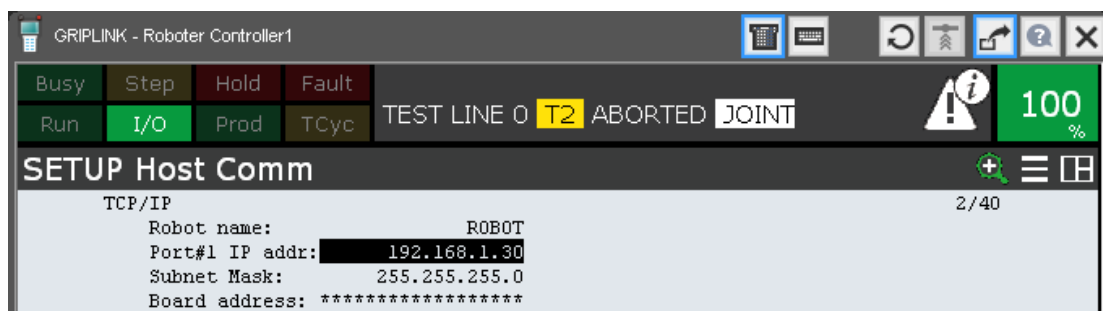 GRIPLINK - Roboter Controller1
Busy Step Hold Fault
Run I/O Prod TCyc
TEST LINE 0 T2 ABORTED JOINT
100
%
SETUP Host Comm
TCP/IP 2/40
Robot name: ROBOT
Port#1 IP addr: 192.168.1.30
Subnet Mask: 255.255.255.0
Board address: ******************